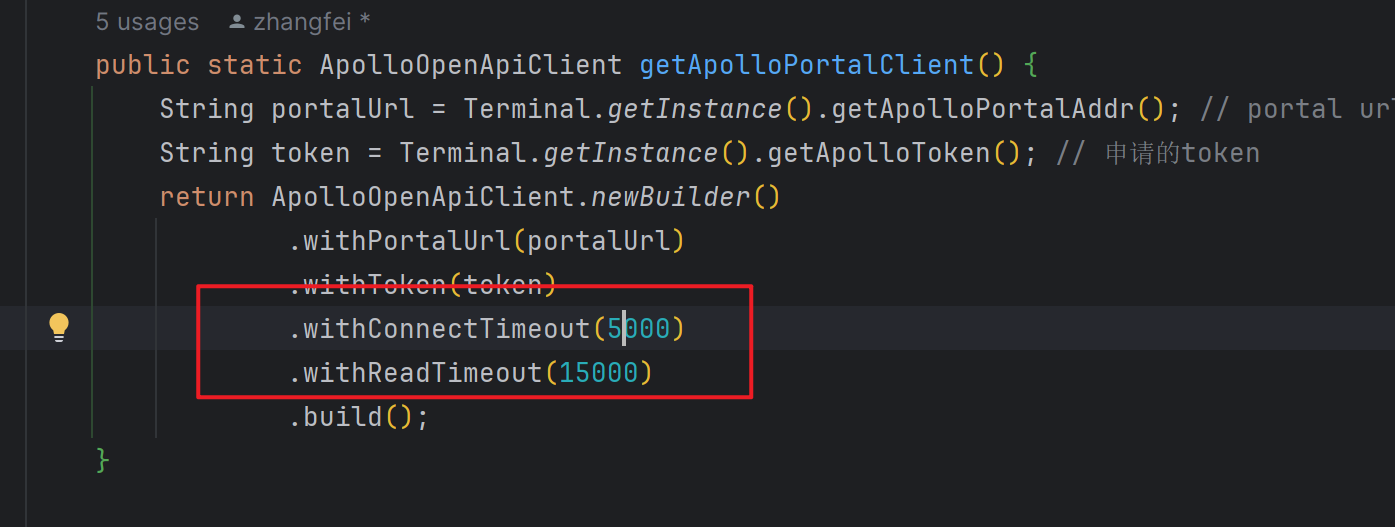 5 usages zhangfei *
public static ApolloOpenApiClient getApolloPortalClient() {
String portalUrl = Terminal.getInstance().getApolloPortalAddr(); // portal url
String token = Terminal.getInstance().getApolloToken(); // 申请的token
return ApolloOpenApiClient.newBuilder()
.withPortalUrl(portalUrl)
.withToken(token)
.withConnectTimeout(5000)
.withReadTimeout(15000)
.build();
}